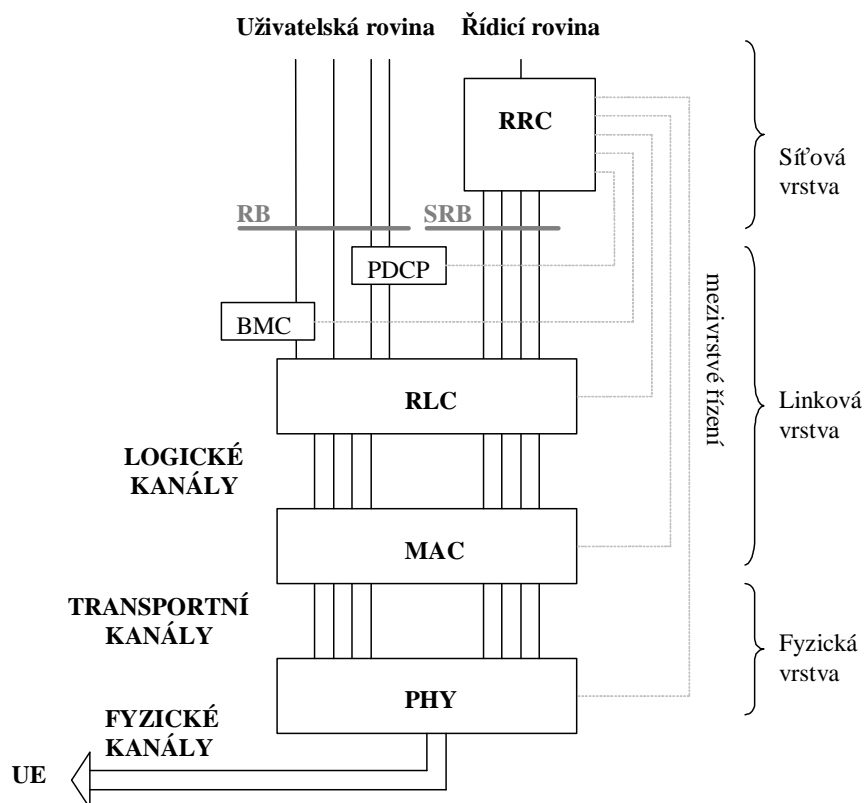 Uživatelská rovina
Řídicí rovina
RRC
Síťová
vrstva
RB
SRB
PDCP
BMC
mezivrstvé řízení
RLC
Linková
vrstva
LOGICKÉ
KANÁLY
MAC
TRANSPORTNÍ
KANÁLY
Fyzická
vrstva
PHY
FYZICKÉ
KANÁLY
UE